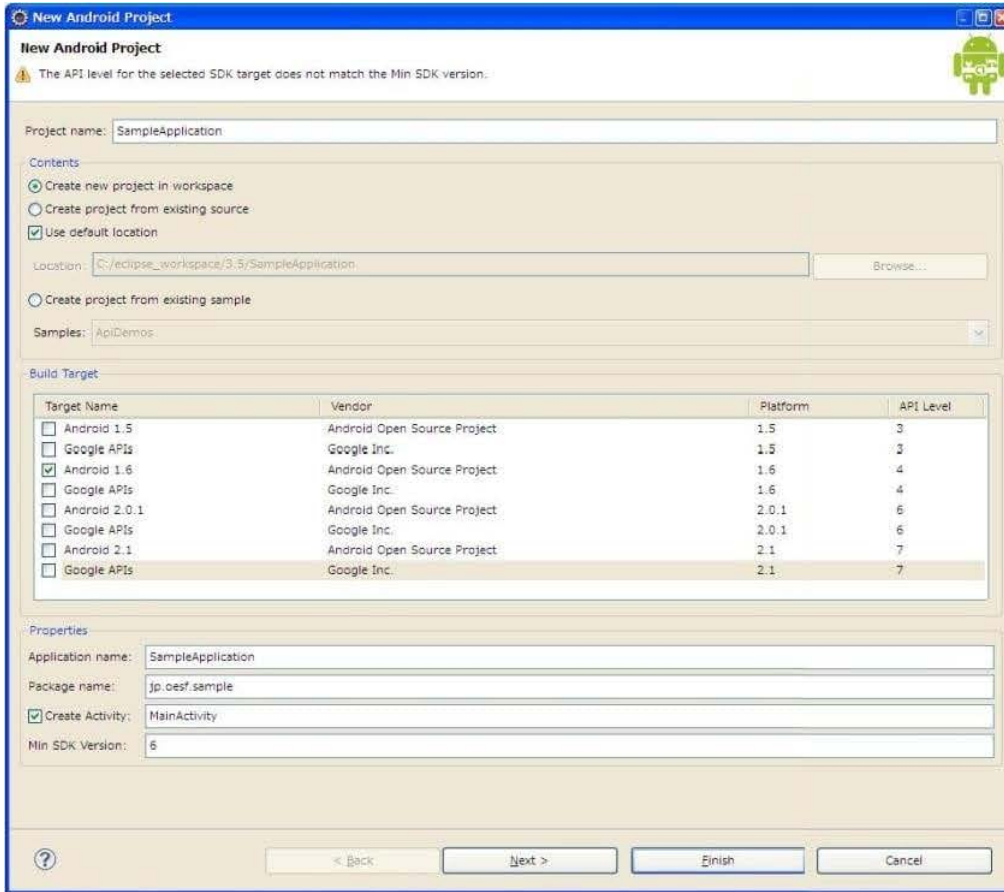 New Android Project
New Android Project
The API level for the selected SDK target does not match the Min SDK version.
Project name: SampleApplication
Contents
Create new project in workspace
Create project from existing source
Use default location
Location: C:/eclipse_workspace/3.5/SampleApplication Browse...
Create project from existing sample
Samples: ApiDemos
Build Target
Target Name Vendor Platform API Level
Android 1.5 Android Open Source Project 1.5 3
Google APIs Google Inc. 1.5 3
Android 1.6 Android Open Source Project 1.6 4
Google APIs Google Inc. 1.6 4
Android 2.0.1 Android Open Source Project 2.0.1 6
Google APIs Google Inc. 2.0.1 6
Android 2.1 Android Open Source Project 2.1 7
Google APIs Google Inc. 2.1 7
Properties
Application name: SampleApplication
Package name: jp.oesf.sample
Create Activity: MainActivity
Min SDK Version: 6
? < Back Next > Finish Cancel